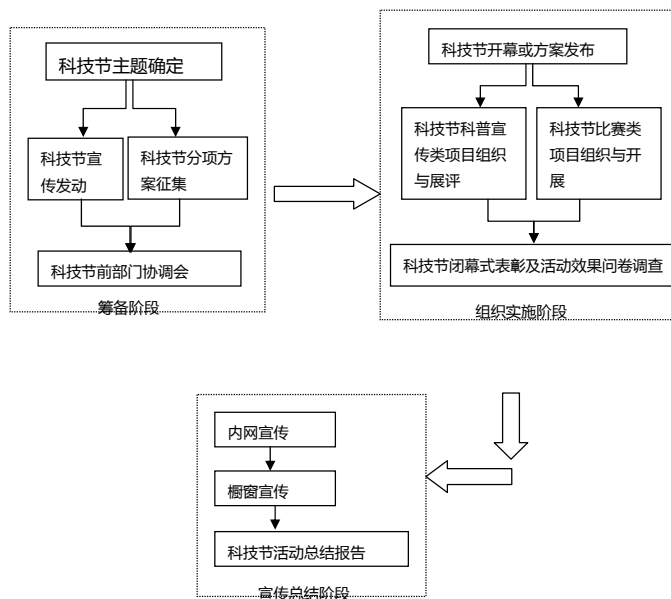 科技节主题确定
科技节宣
传发动
科技节分项方
案征集
科技节前部门协调会
筹备阶段
科技节开幕或方案发布
科技节科普宣
传类项目组织
与展评
科技节比赛类
项目组织与开
展
科技节闭幕式表彰及活动效果问卷调查
组织实施阶段
内网宣传
橱窗宣传
科技节活动总结报告
宣传总结阶段